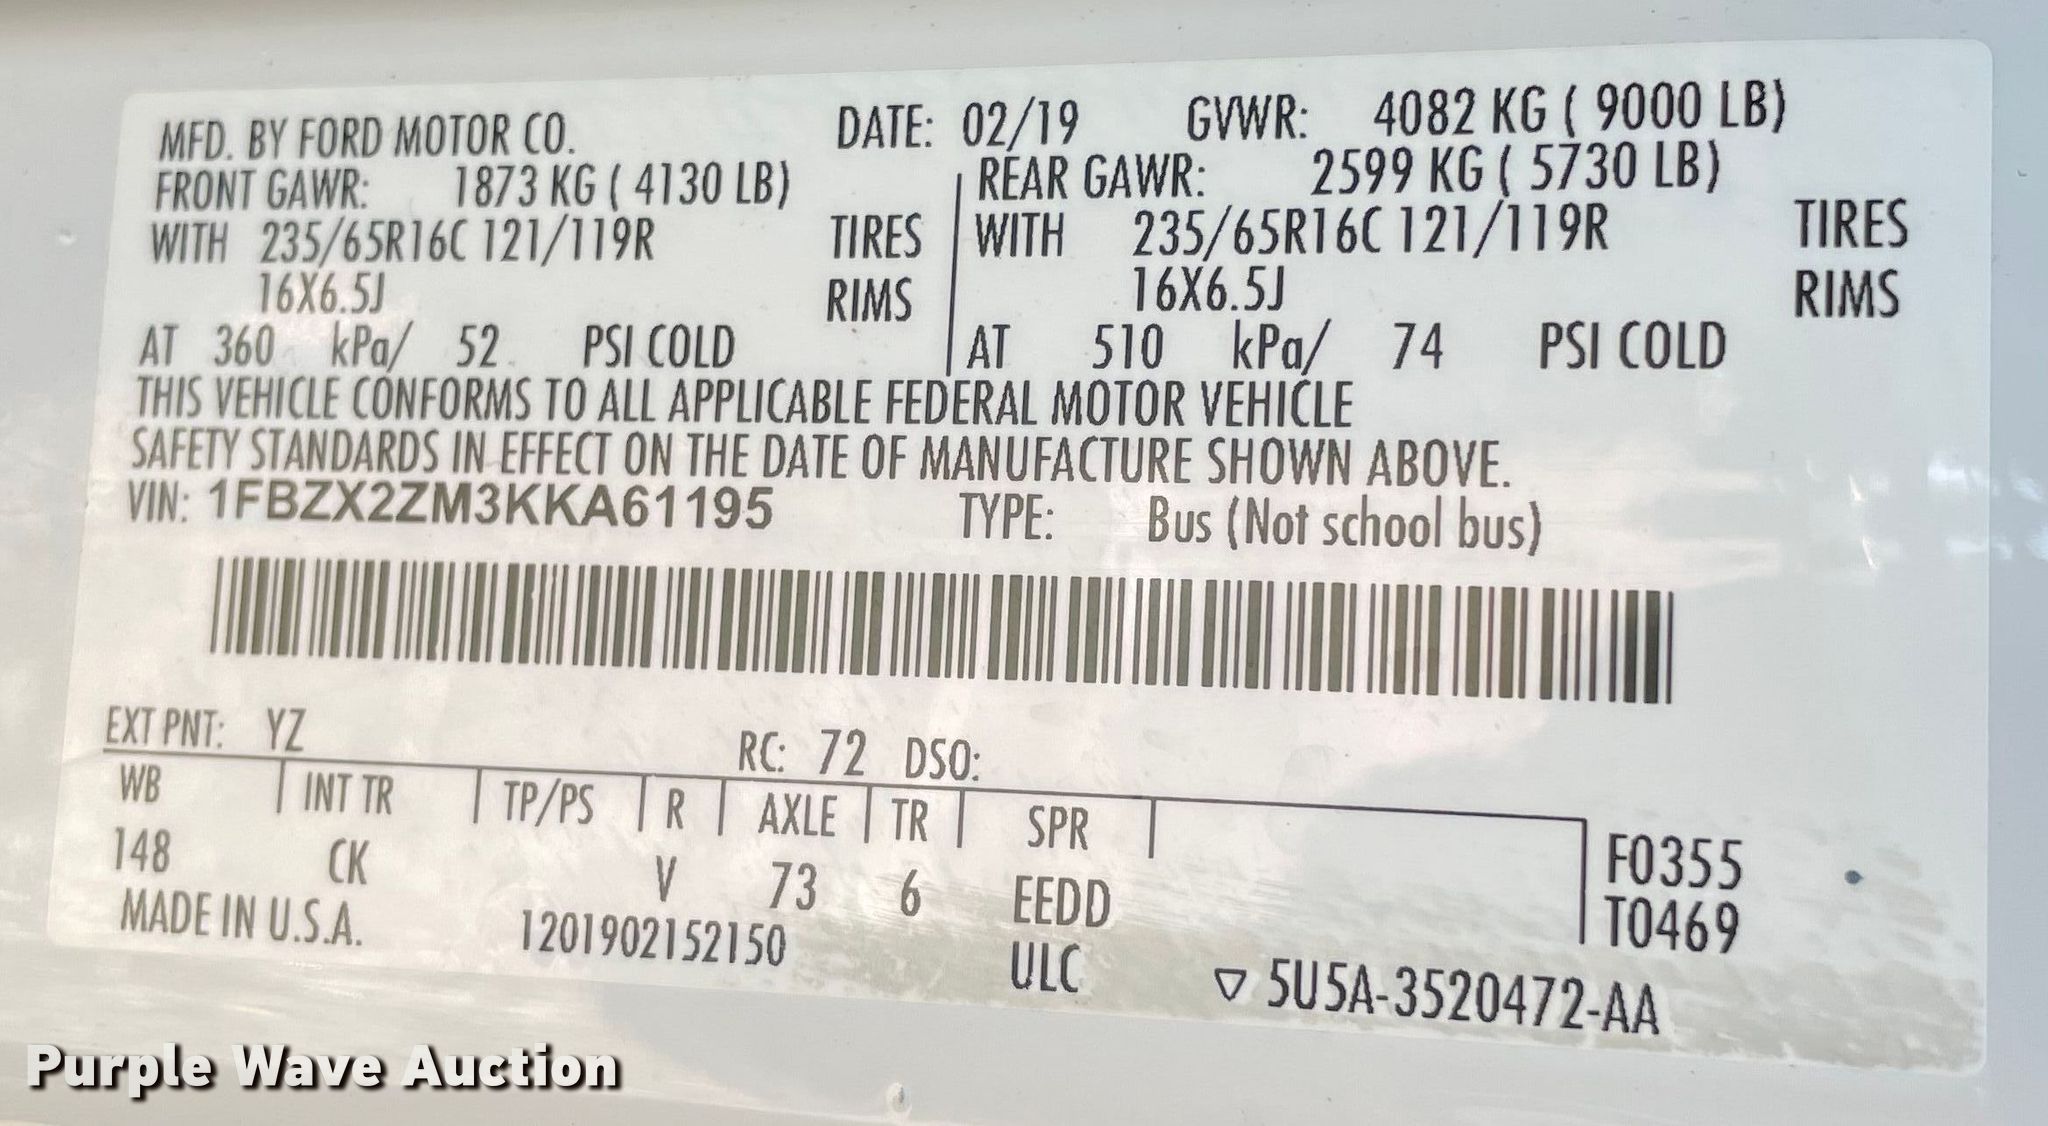 MFD. BY FORD MOTOR CO. DATE: 02/19 GVWR: 4082 KG ( 9000 LB)
FRONT GAWR: 1873 KG ( 4130 LB) REAR GAWR: 2599 KG ( 5730 LB)
WITH 235/65R16C 121/119R TIRES WITH 235/65R16C 121/119R TIRES
16X6.5J RIMS 16X6.5J RIMS
AT 360 kPa/ 52 PSI COLD AT 510 kPa/ 74 PSI COLD
THIS VEHICLE CONFORMS TO ALL APPLICABLE FEDERAL MOTOR VEHICLE
SAFETY STANDARDS IN EFFECT ON THE DATE OF MANUFACTURE SHOWN ABOVE.
VIN: 1FBZX2ZM3KKA61195 TYPE: Bus (Not school bus)
EXT PNT: YZ RC: 72 DSO:
WB INT TR TP/PS R AXLE TR SPR
148 CK V 73 6 EEDD
F0355
T0469
MADE IN U.S.A. 1201902152150 ULC ▽ 5U5A-3520472-AA
Purple Wave Auction